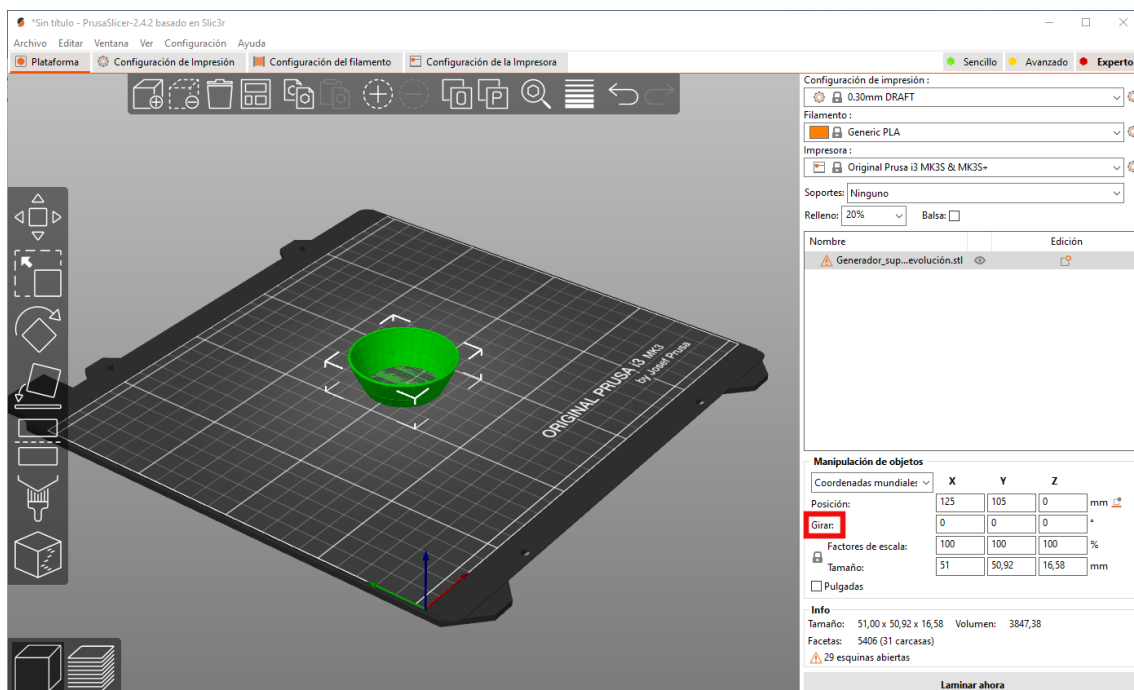 *Sin título - PrusaSlicer-2.4.2 basado en Slic3r
Archivo Editar Ventana Ver Configuración Ayuda
Plataforma Configuración de Impresión Configuración del filamento Configuración de la Impresora Sencillo Avanzado Experto
Configuración de impresión :
0.30mm DRAFT
Filamento :
Generic PLA
Impresora :
Original Prusa i3 MK3S & MK3S+
Soportes: Ninguno
Relleno: 20% Balsa:
Nombre Edición
Generador_sup...evolución.stl
ORIGINAL PRUSA i3 MK3
by Josef Prusa
Manipulación de objetos
Coordenadas mundiales X Y Z
Posición: 125 105 0 mm
Girar: 0 0 0 °
Factores de escala: 100 100 100 %
Tamaño: 51 50,92 16,58 mm
Pulgadas
Info
Tamaño: 51,00 x 50,92 x 16,58 Volumen: 3847,38
Facetas: 5406 (31 carcasas)
29 esquinas abiertas
Laminar ahora